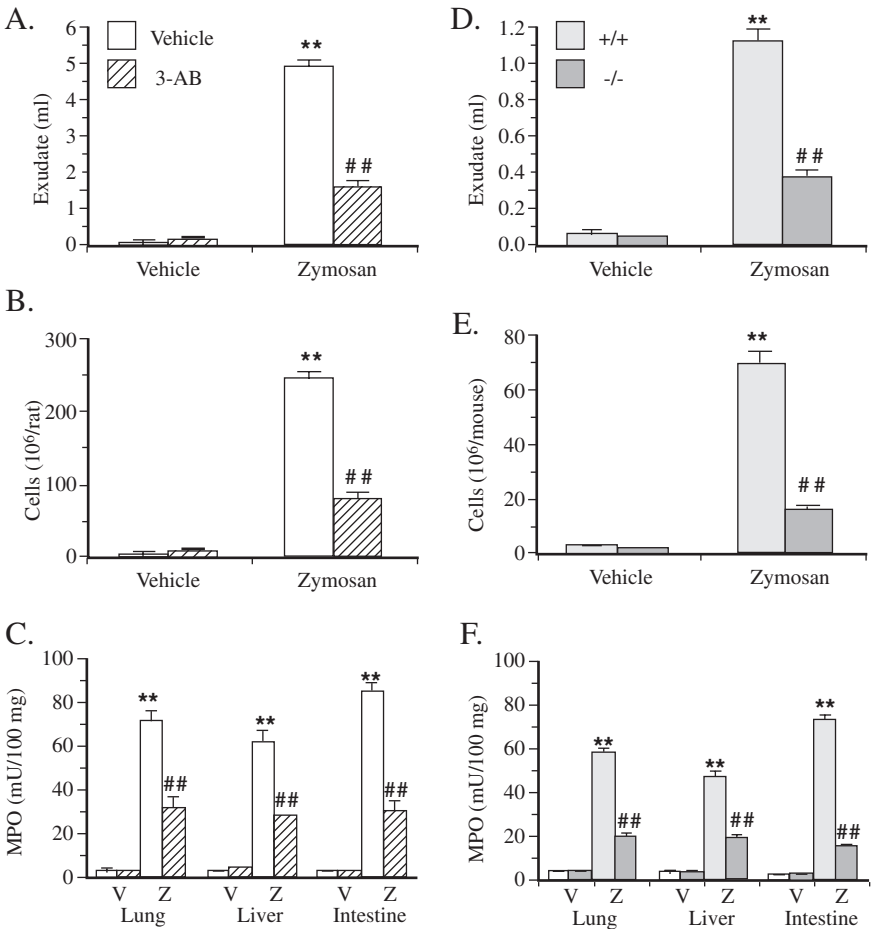 A.
Vehicle
3-AB
Exudate (ml)
6
5
4
3
2
1
0
**
##
Vehicle Zymosan
D.
+/+
-/-
Exudate (ml)
1.2
1.0
0.8
0.6
0.4
0.2
0.0
**
##
Vehicle Zymosan
B.
Cells (10⁶/rat)
300
200
100
0
**
##
Vehicle Zymosan
E.
Cells (10⁶/mouse)
80
60
40
20
0
**
##
Vehicle Zymosan
C.
MPO (mU/100 mg)
100
80
60
40
20
0
** ** **
## ## ##
V Z V Z V Z
Lung Liver Intestine
F.
MPO (mU/100 mg)
100
80
60
40
20
0
** ** **
## ## ##
V Z V Z V Z
Lung Liver Intestine